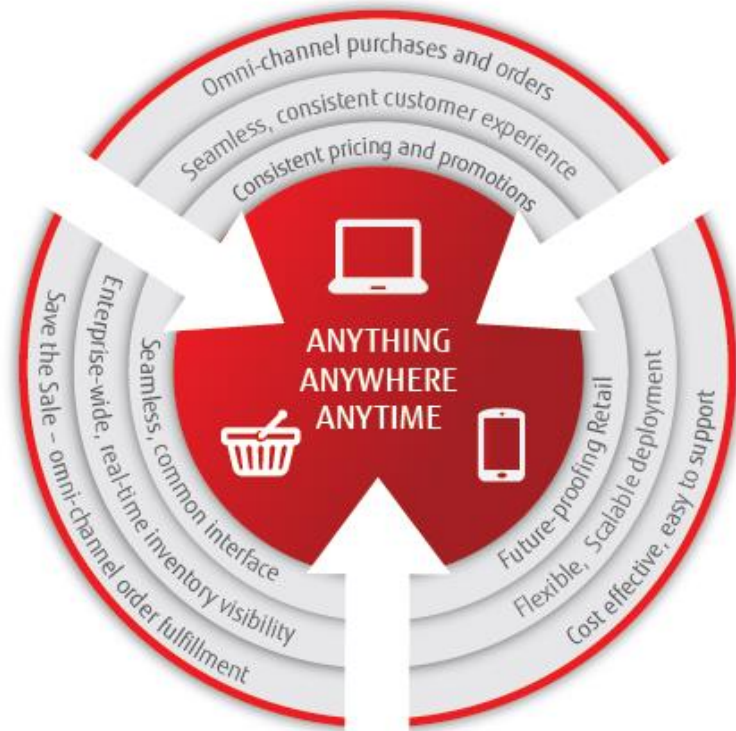 Omni-channel purchases and orders
Seamless, consistent customer experience
Consistent pricing and promotions
ANYTHING
ANYWHERE
ANYTIME
Save the Sale – omni-channel order fulfillment
Enterprise-wide, real-time inventory visibility
Seamless, common interface
Future-proofing Retail
Flexible, Scalable deployment
Cost effective, easy to support